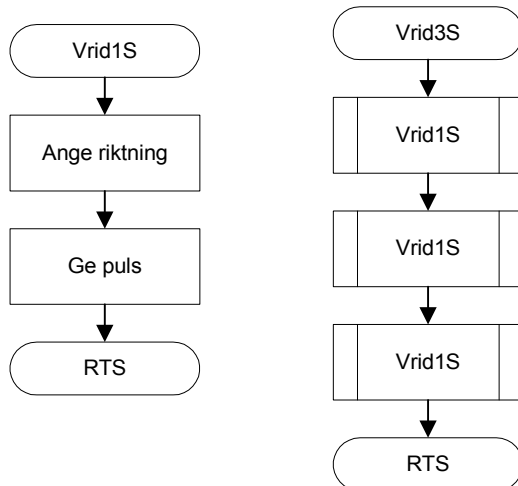 Vrid1S
Ange riktning
Ge puls
RTS
Vrid3S
Vrid1S
Vrid1S
Vrid1S
RTS